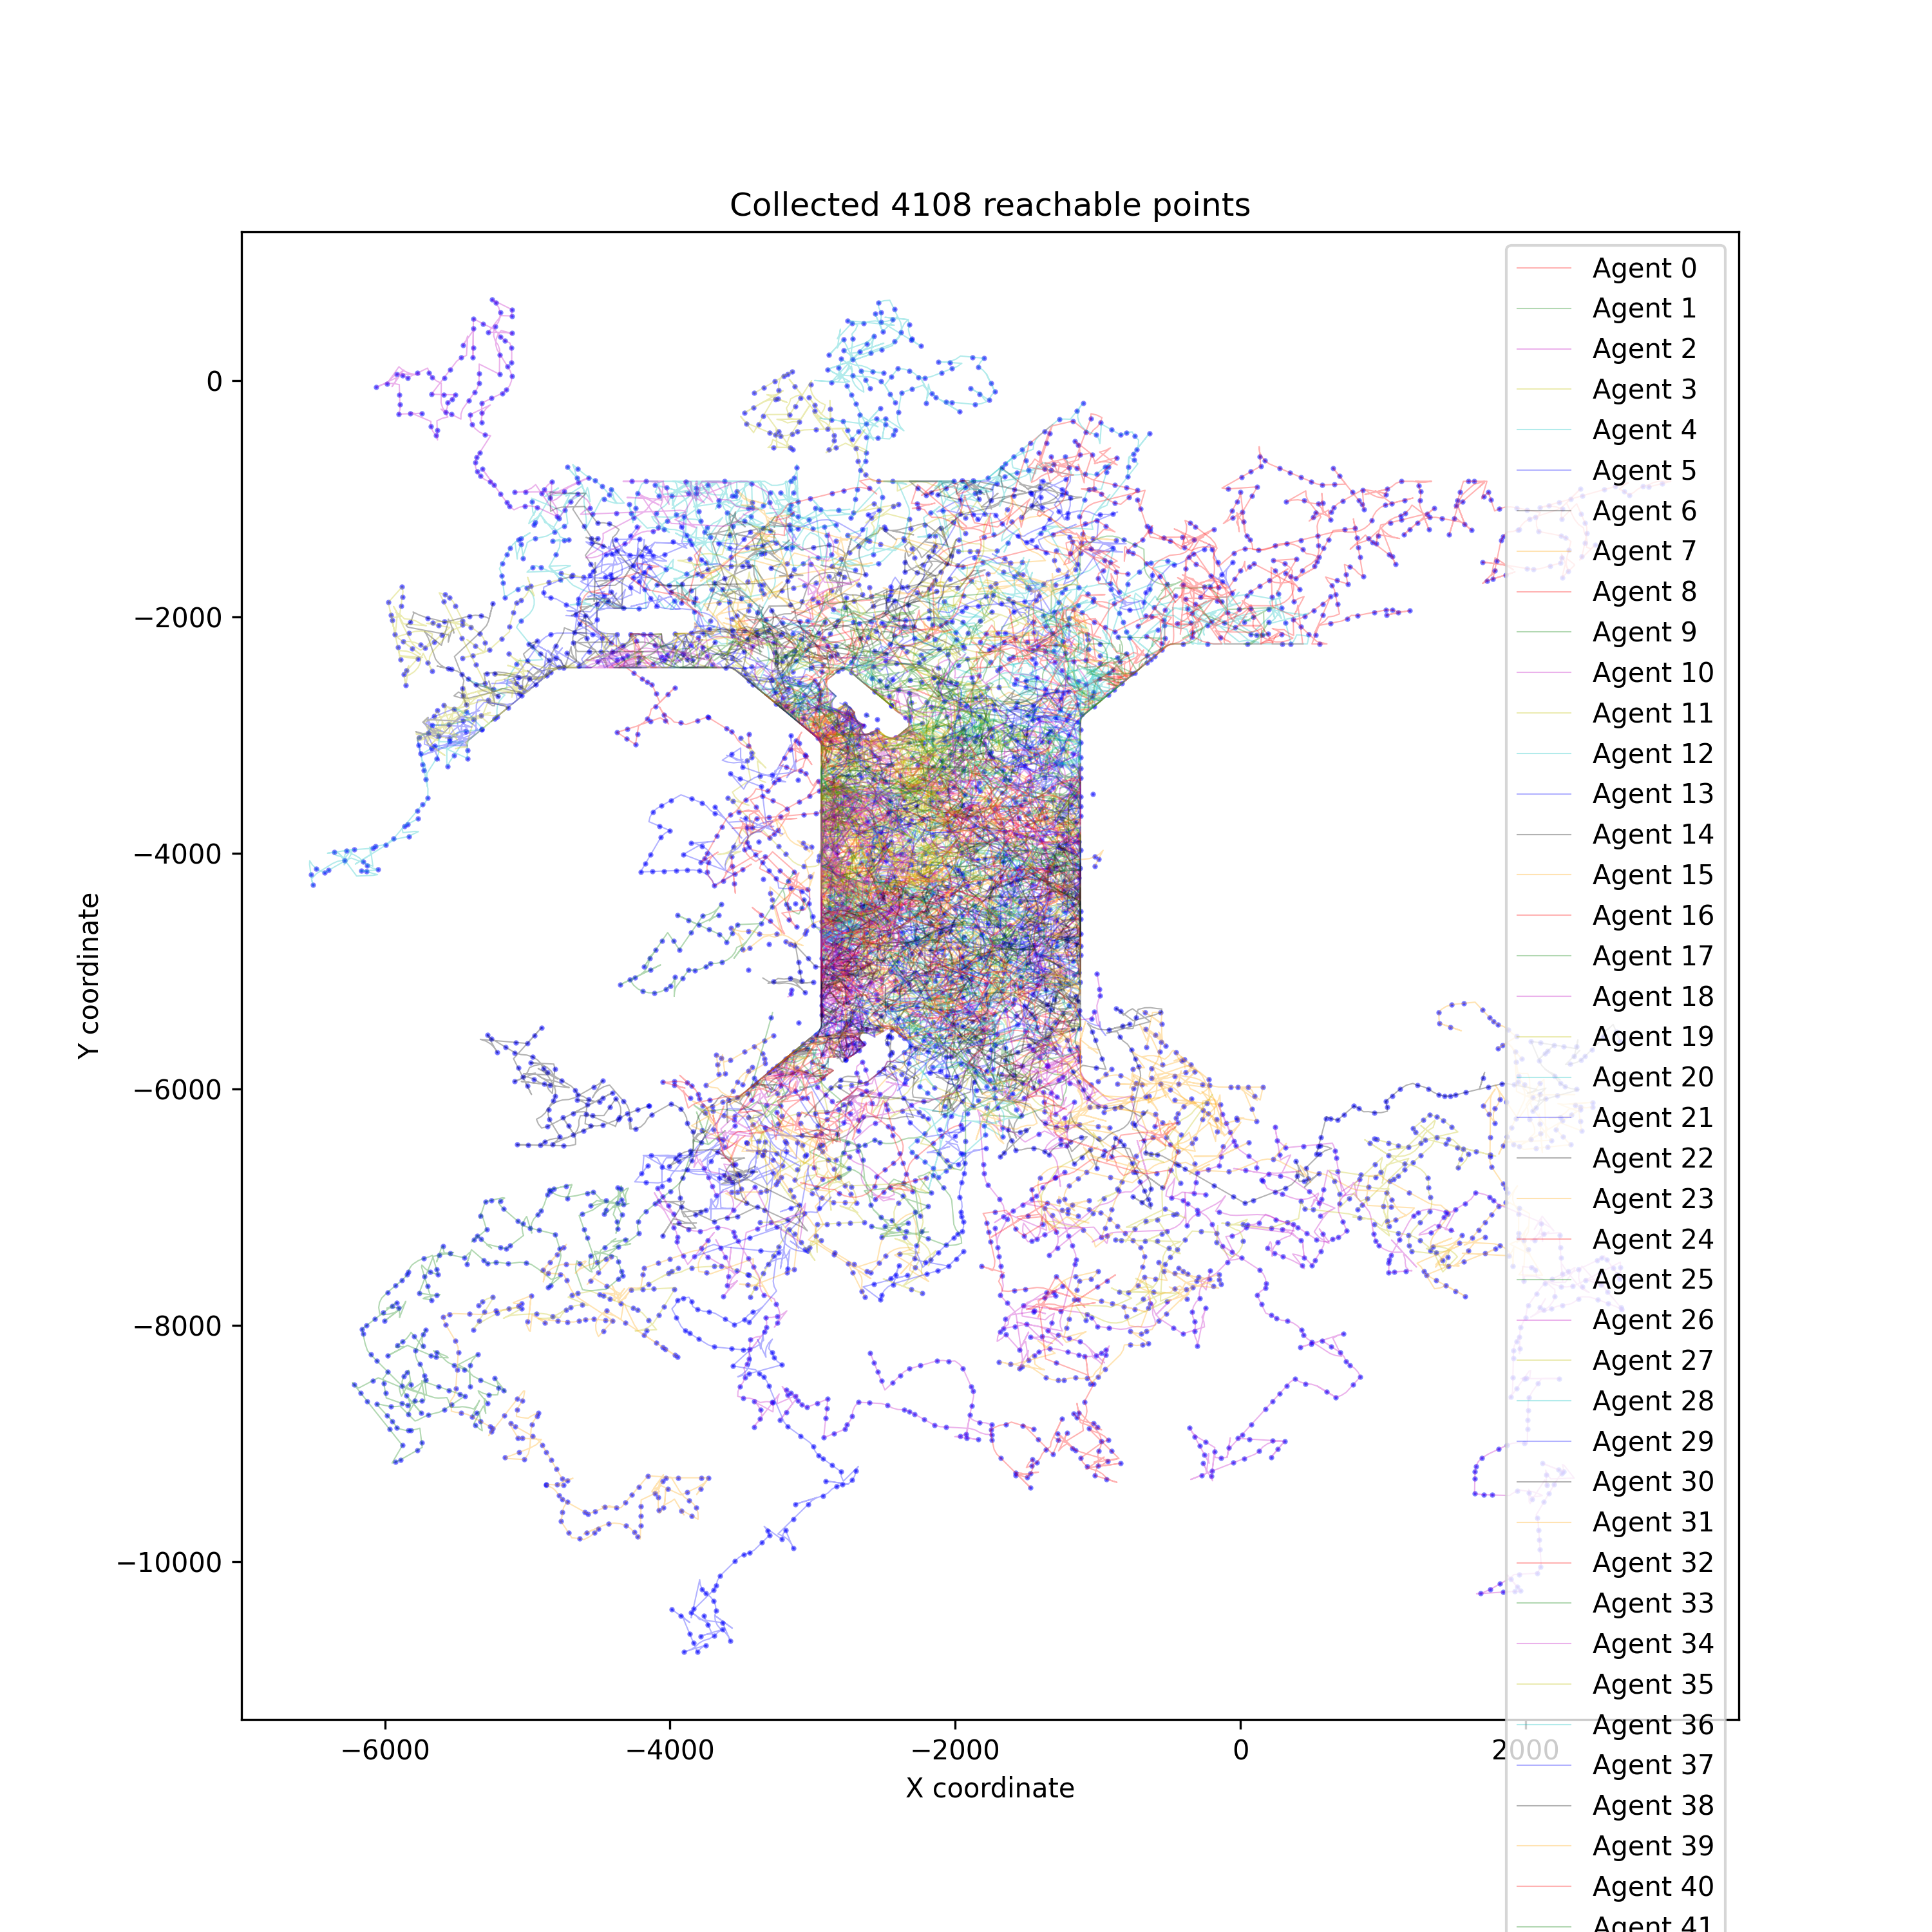 Collected 4108 reachable points
Y coordinate
0
−2000
−4000
−6000
−8000
−10000
−6000
−4000
−2000
0
2000
X coordinate
Agent 0
Agent 1
Agent 2
Agent 3
Agent 4
Agent 5
Agent 6
Agent 7
Agent 8
Agent 9
Agent 10
Agent 11
Agent 12
Agent 13
Agent 14
Agent 15
Agent 16
Agent 17
Agent 18
Agent 19
Agent 20
Agent 21
Agent 22
Agent 23
Agent 24
Agent 25
Agent 26
Agent 27
Agent 28
Agent 29
Agent 30
Agent 31
Agent 32
Agent 33
Agent 34
Agent 35
Agent 36
Agent 37
Agent 38
Agent 39
Agent 40
Agent 41